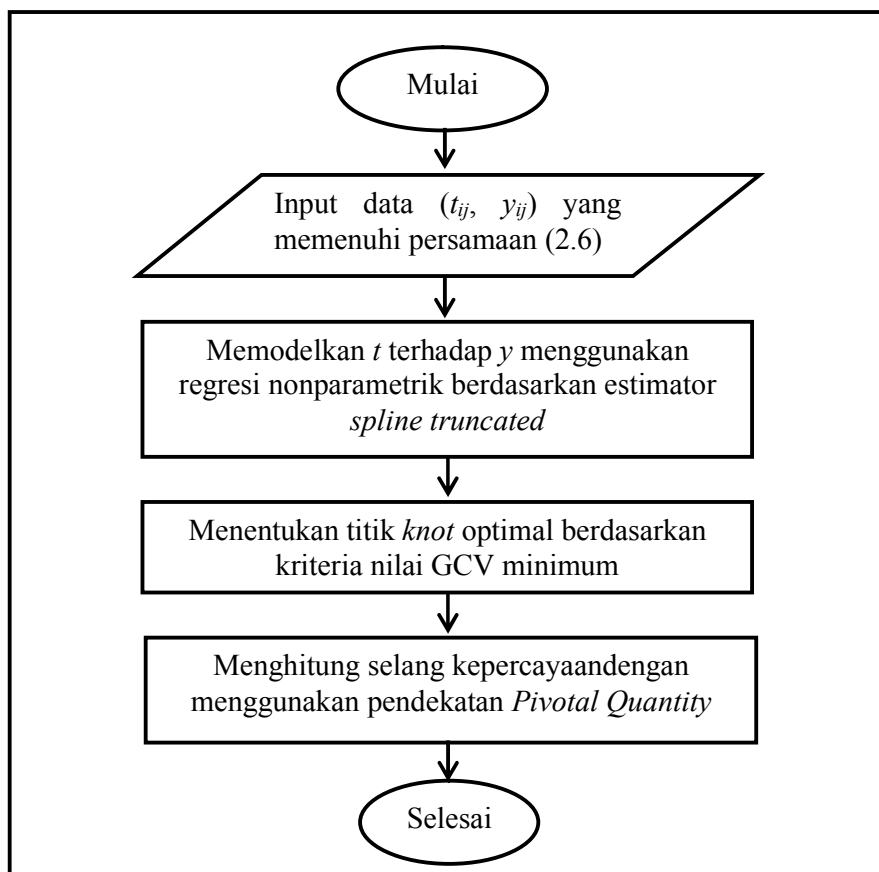 Mulai
Input data (tij, yij) yang
memenuhi persamaan (2.6)
Memodelkan t terhadap y menggunakan
regresi nonparametrik berdasarkan estimator
spline truncated
Menentukan titik knot optimal berdasarkan
kriteria nilai GCV minimum
Menghitung selang kepercayaandengan
menggunakan pendekatan Pivotal Quantity
Selesai